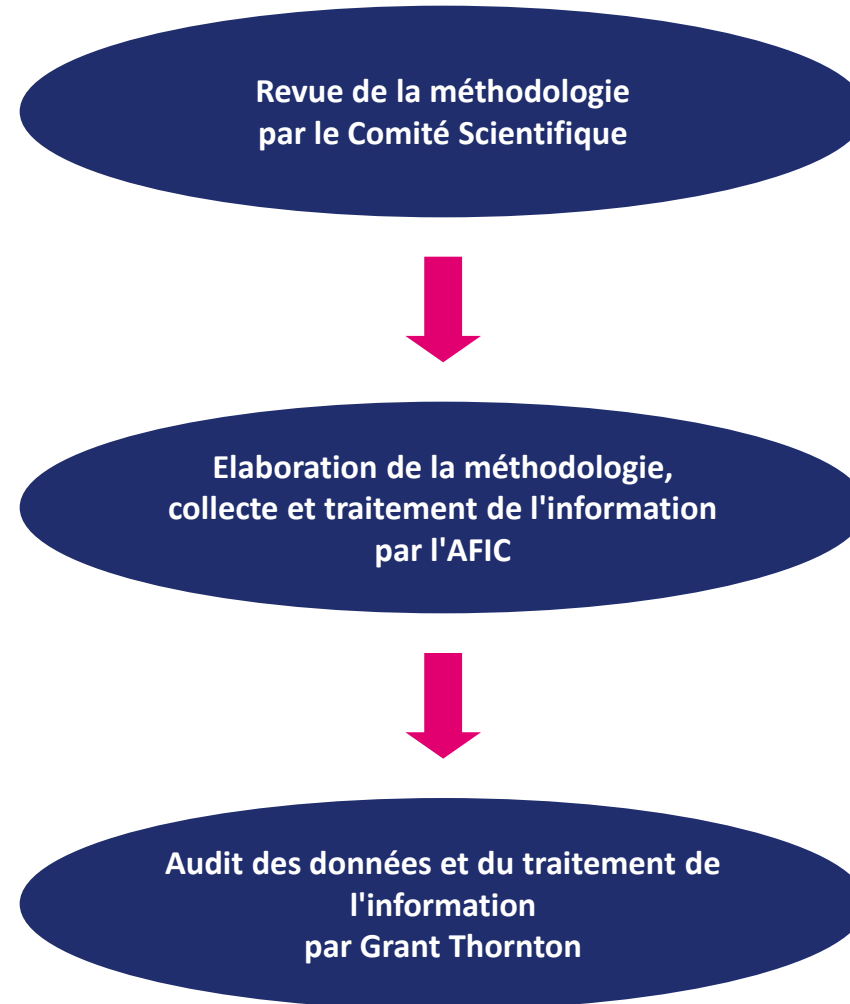 Revue de la méthodologie
par le Comité Scientifique
Elaboration de la méthodologie,
collecte et traitement de l'information
par l'AFIC
Audit des données et du traitement de
l'information
par Grant Thornton